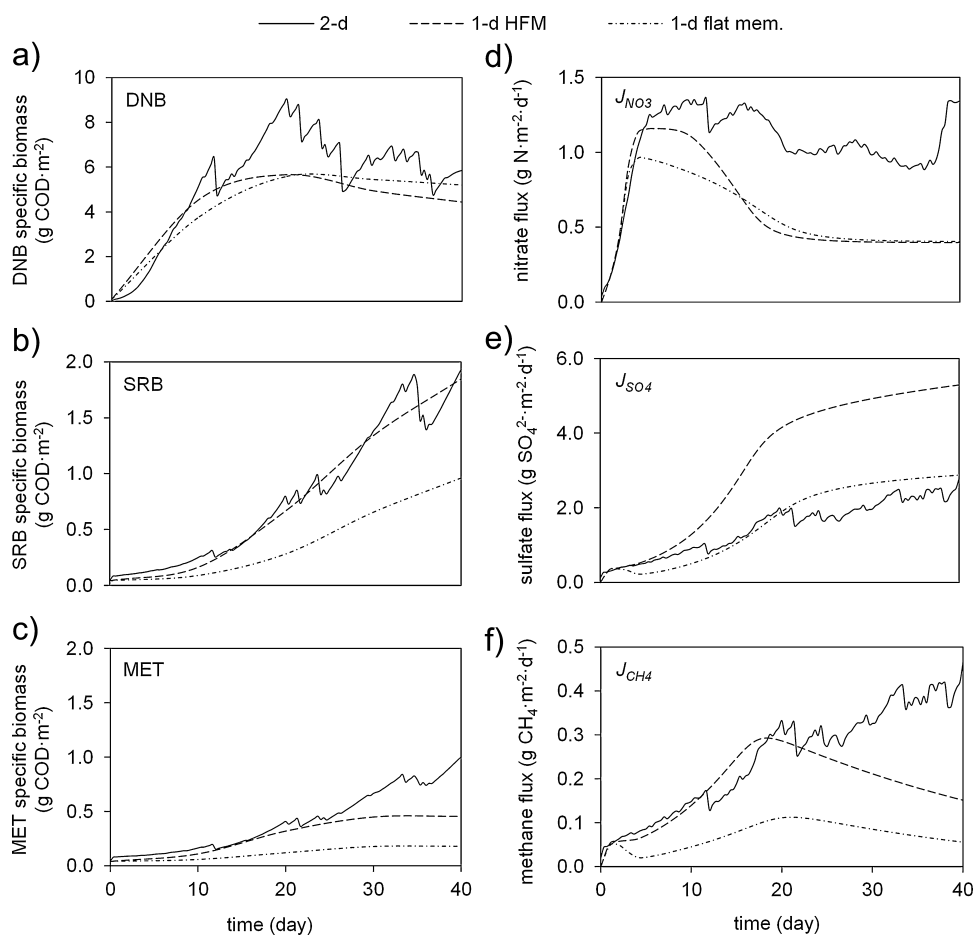 2-d 1-d HFM 1-d flat mem.
a)
DNB specific biomass
(g COD·m⁻²)
10
8
6
4
2
0
DNB
b)
SRB specific biomass
(g COD·m⁻²)
2.0
1.5
1.0
0.5
0.0
SRB
c)
MET specific biomass
(g COD·m⁻²)
2.0
1.5
1.0
0.5
0.0
MET
0 10 20 30 40
time (day)
d)
nitrate flux (g N·m⁻²·d⁻¹)
1.5
1.0
0.5
0.0
J_NO3
e)
sulfate flux (g SO₄²⁻·m⁻²·d⁻¹)
6.0
4.0
2.0
0.0
J_SO4
f)
methane flux (g CH₄·m⁻²·d⁻¹)
0.5
0.4
0.3
0.2
0.1
0.0
J_CH4
0 10 20 30 40
time (day)